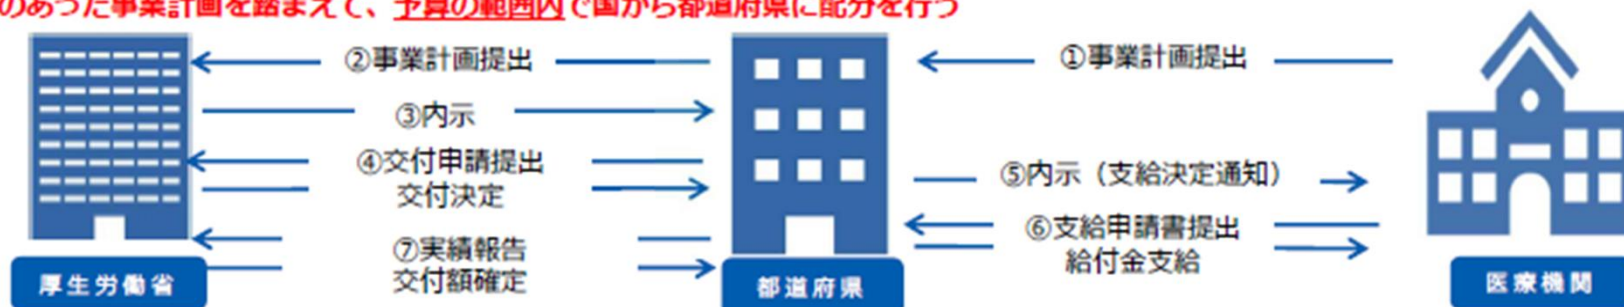 のあった事業計画を踏まえて、予算の範囲内で国から都道府県に配分を行う
②事業計画提出
①事業計画提出
③内示
④交付申請提出
交付決定
⑤内示（支給決定通知）
⑥支給申請書提出
給付金支給
⑦実績報告
交付額確定
厚生労働省
都道府県
医療機関